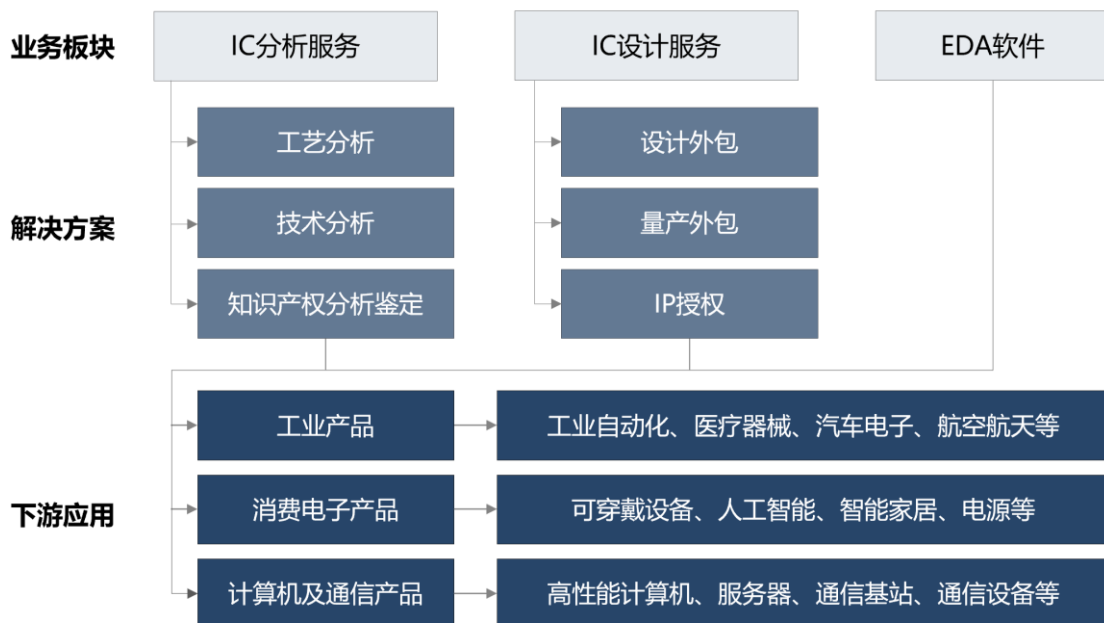 业务板块
IC分析服务
IC设计服务
EDA软件
解决方案
工艺分析
设计外包
技术分析
量产外包
知识产权分析鉴定
IP授权
下游应用
工业产品
工业自动化、医疗器械、汽车电子、航空航天等
消费电子产品
可穿戴设备、人工智能、智能家居、电源等
计算机及通信产品
高性能计算机、服务器、通信基站、通信设备等